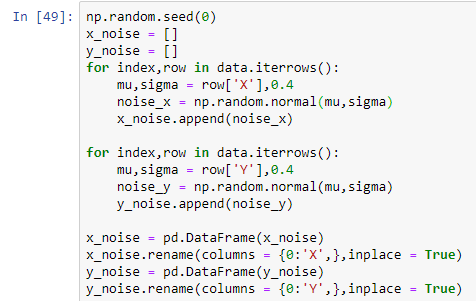 In [49]: np.random.seed(0)
x_noise = []
y_noise = []
for index,row in data.iterrows():
    mu,sigma = row['X'],0.4
    noise_x = np.random.normal(mu,sigma)
    x_noise.append(noise_x)

for index,row in data.iterrows():
    mu,sigma = row['Y'],0.4
    noise_y = np.random.normal(mu,sigma)
    y_noise.append(noise_y)

x_noise = pd.DataFrame(x_noise)
x_noise.rename(columns = {0:'X',},inplace = True)
y_noise = pd.DataFrame(y_noise)
y_noise.rename(columns = {0:'Y',},inplace = True)